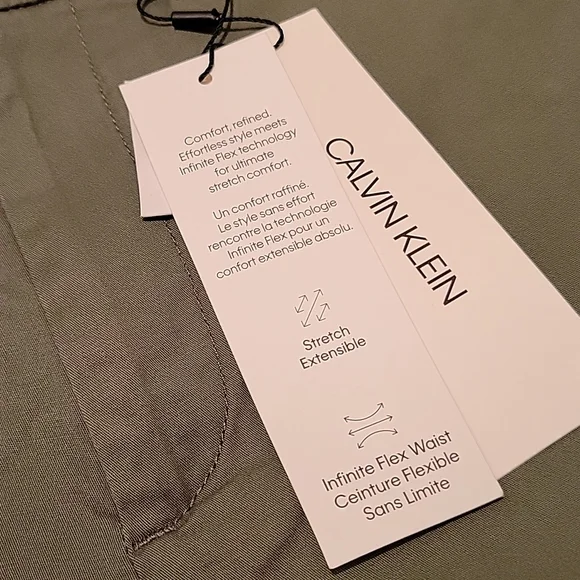 Comfort, refined.
Effortless style meets
Infinite Flex technology
for ultimate
stretch comfort.
Un confort raffiné.
Le style sans effort
rencontre la technologie
Infinite Flex pour un
confort extensible absolu.
Stretch
Extensible
Infinite Flex Waist
Ceinture Flexible
Sans Limite
CALVIN KLEIN